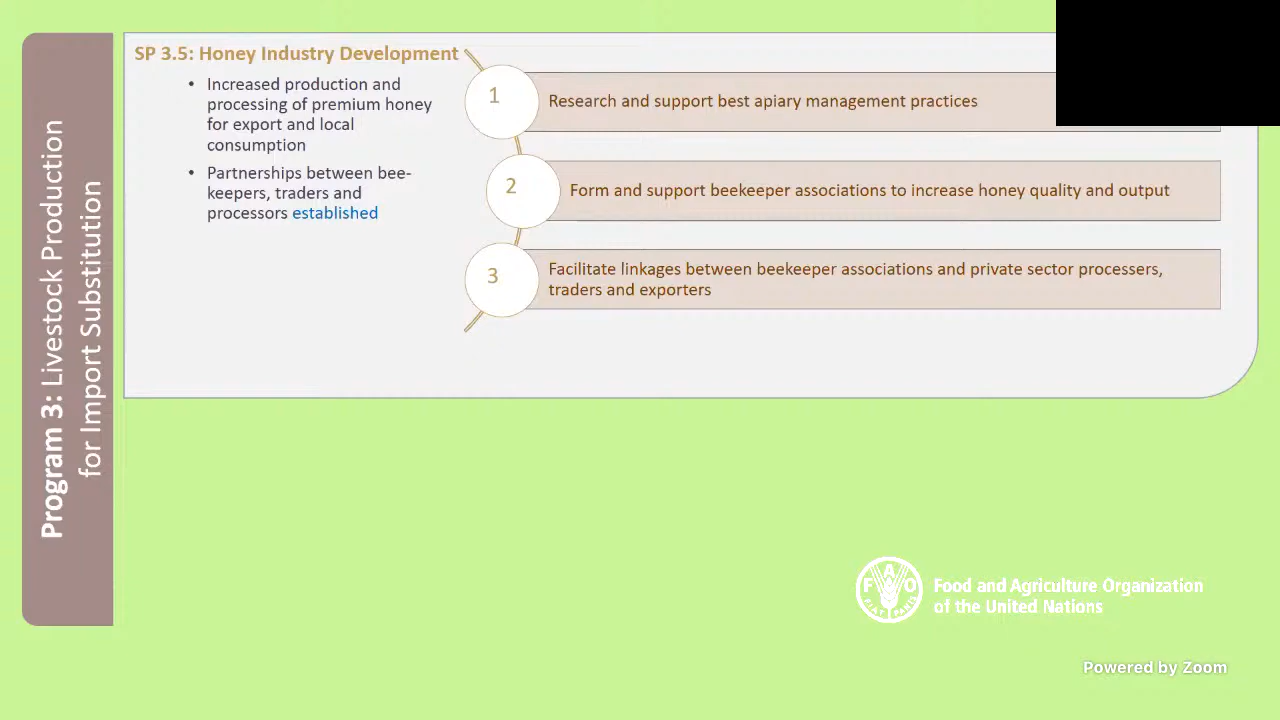 Program 3: Livestock Production
for Import Substitution
SP 3.5: Honey Industry Development
• Increased production and
processing of premium honey
for export and local
consumption
• Partnerships between bee-
keepers, traders and
processors established
1
Research and support best apiary management practices
2
Form and support beekeeper associations to increase honey quality and output
3
Facilitate linkages between beekeeper associations and private sector processers,
traders and exporters
F A O
FIAT PANIS
Food and Agriculture Organization
of the United Nations
Powered by Zoom